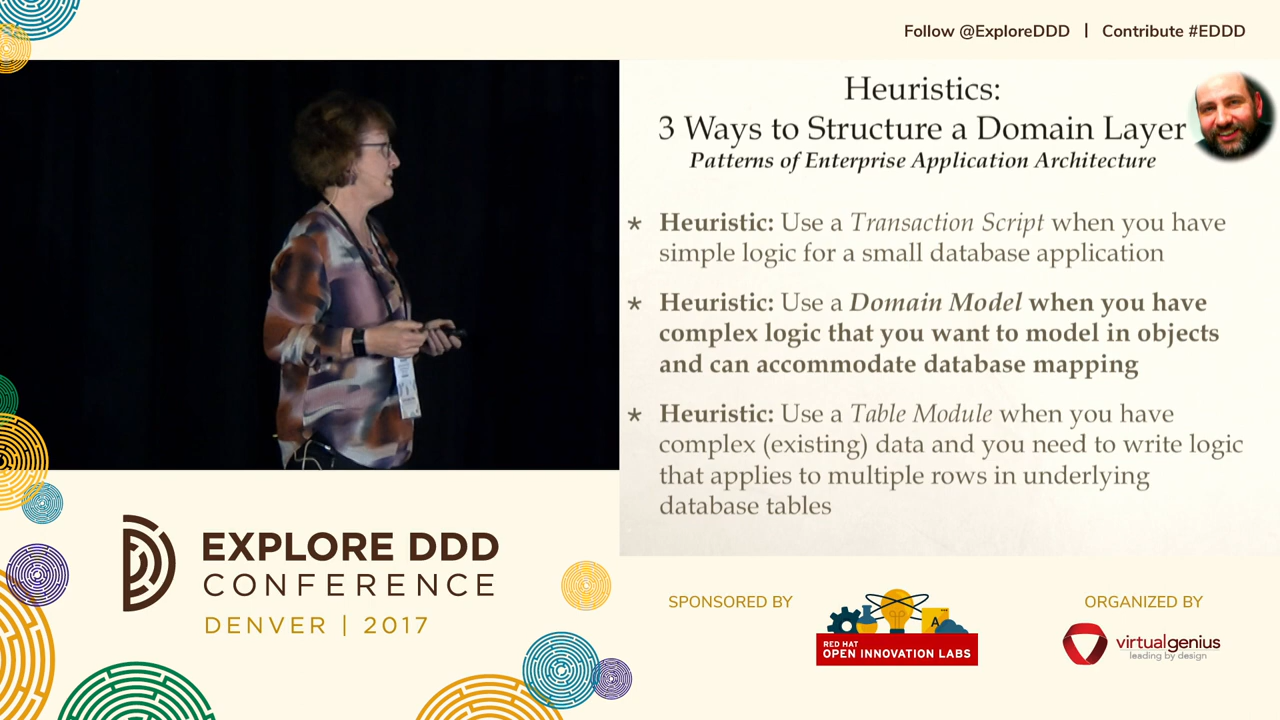 Follow @ExploreDDD | Contribute #EDDD
Heuristics:
3 Ways to Structure a Domain Layer
Patterns of Enterprise Application Architecture
* Heuristic: Use a Transaction Script when you have
simple logic for a small database application
* Heuristic: Use a Domain Model when you have
complex logic that you want to model in objects
and can accommodate database mapping
* Heuristic: Use a Table Module when you have
complex (existing) data and you need to write logic
that applies to multiple rows in underlying
database tables
EXPLORE DDD
CONFERENCE
DENVER | 2017
SPONSORED BY
A
RED HAT
OPEN INNOVATION LABS
ORGANIZED BY
virtualgenius
leading by design